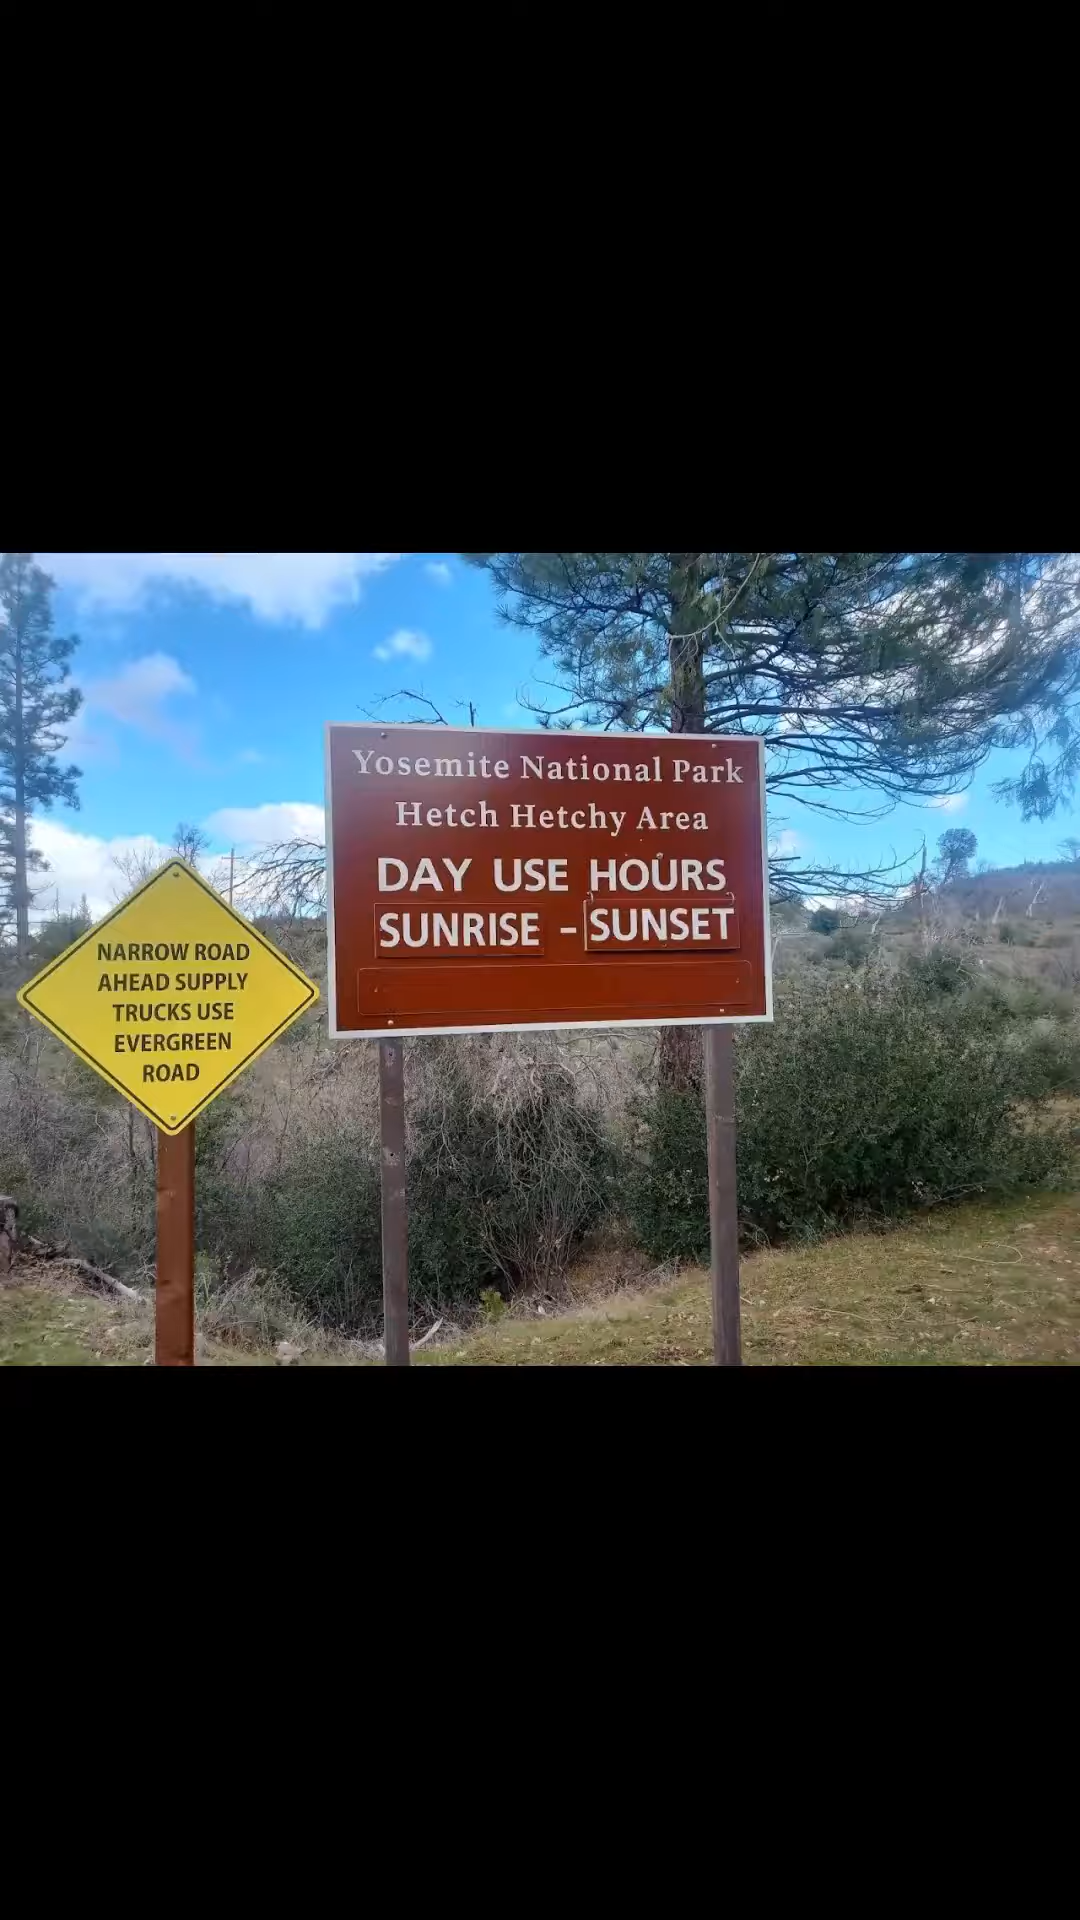 Yosemite National Park
Hetch Hetchy Area
DAY USE HOURS
SUNRISE - SUNSET
NARROW ROAD
AHEAD SUPPLY
TRUCKS USE
EVERGREEN
ROAD